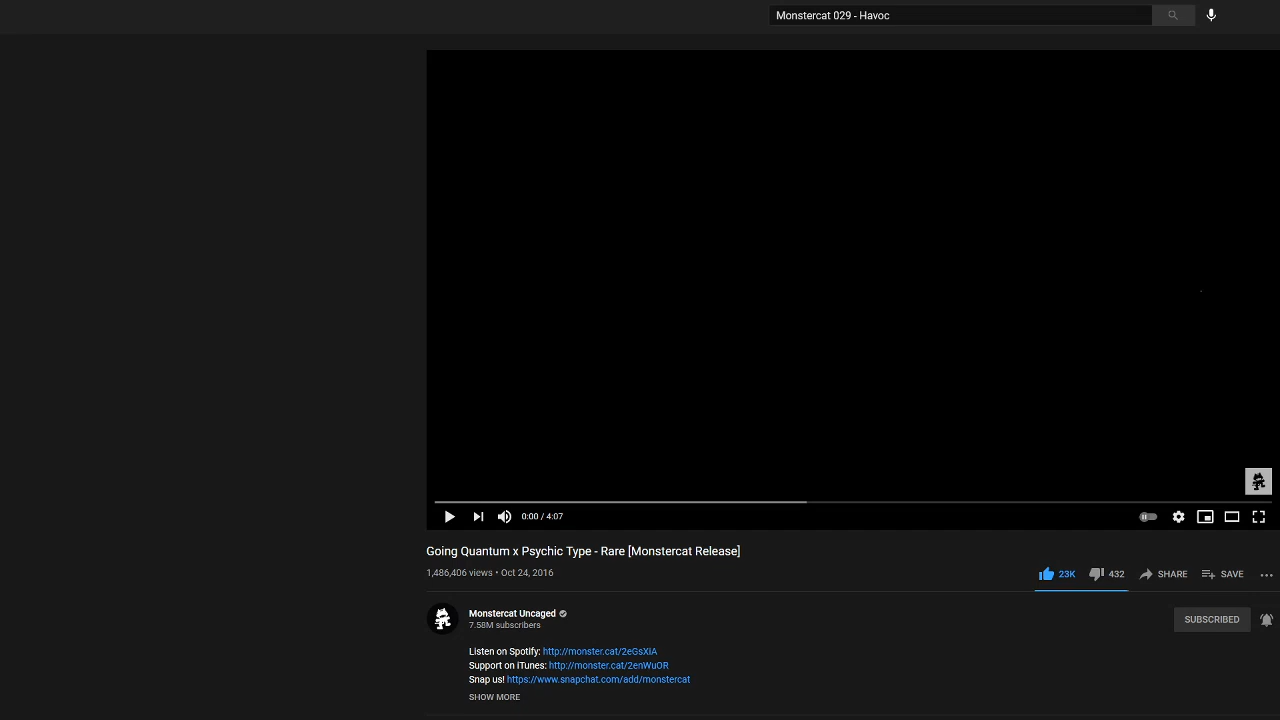 Monstercat 029 - Havoc
0:00 / 4:07
Going Quantum x Psychic Type - Rare [Monstercat Release]
1,486,406 views • Oct 24, 2016
23K 432 SHARE SAVE
Monstercat Uncaged
7.58M subscribers
SUBSCRIBED
Listen on Spotify: http://monster.cat/2eGsXIA
Support on iTunes: http://monster.cat/2enWuOR
Snap us! https://www.snapchat.com/add/monstercat
SHOW MORE